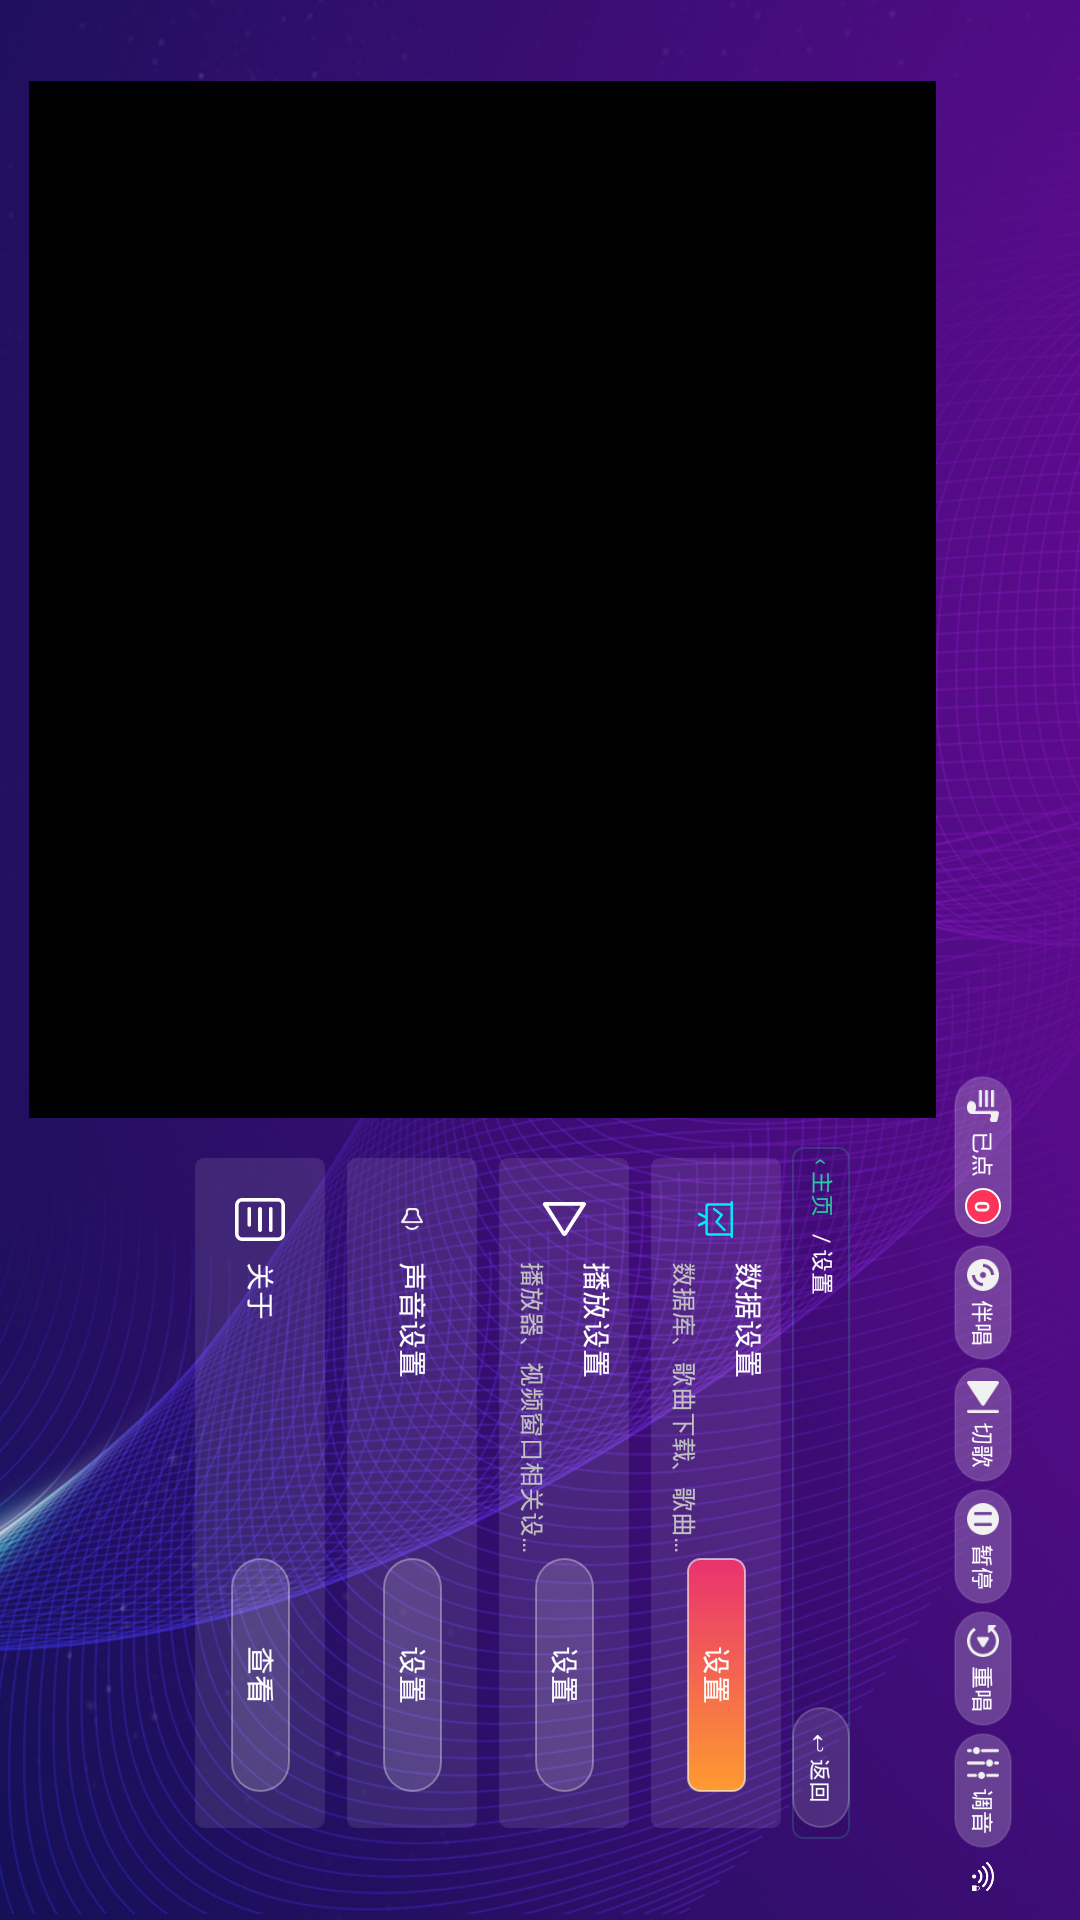 已点 0 伴唱 切歌 暂停 重唱 调音
‹ 主页 / 设置 返回
数据设置
数据库、歌曲下载、歌曲...
设置
播放设置
播放器、视频窗口相关设...
设置
声音设置
设置
关于
查看